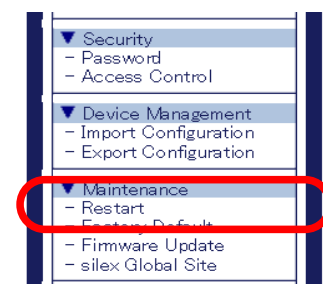 ▼ Security
- Password
- Access Control
▼ Device Management
- Import Configuration
- Export Configuration
▼ Maintenance
- Restart
- Factory Default
- Firmware Update
- silex Global Site